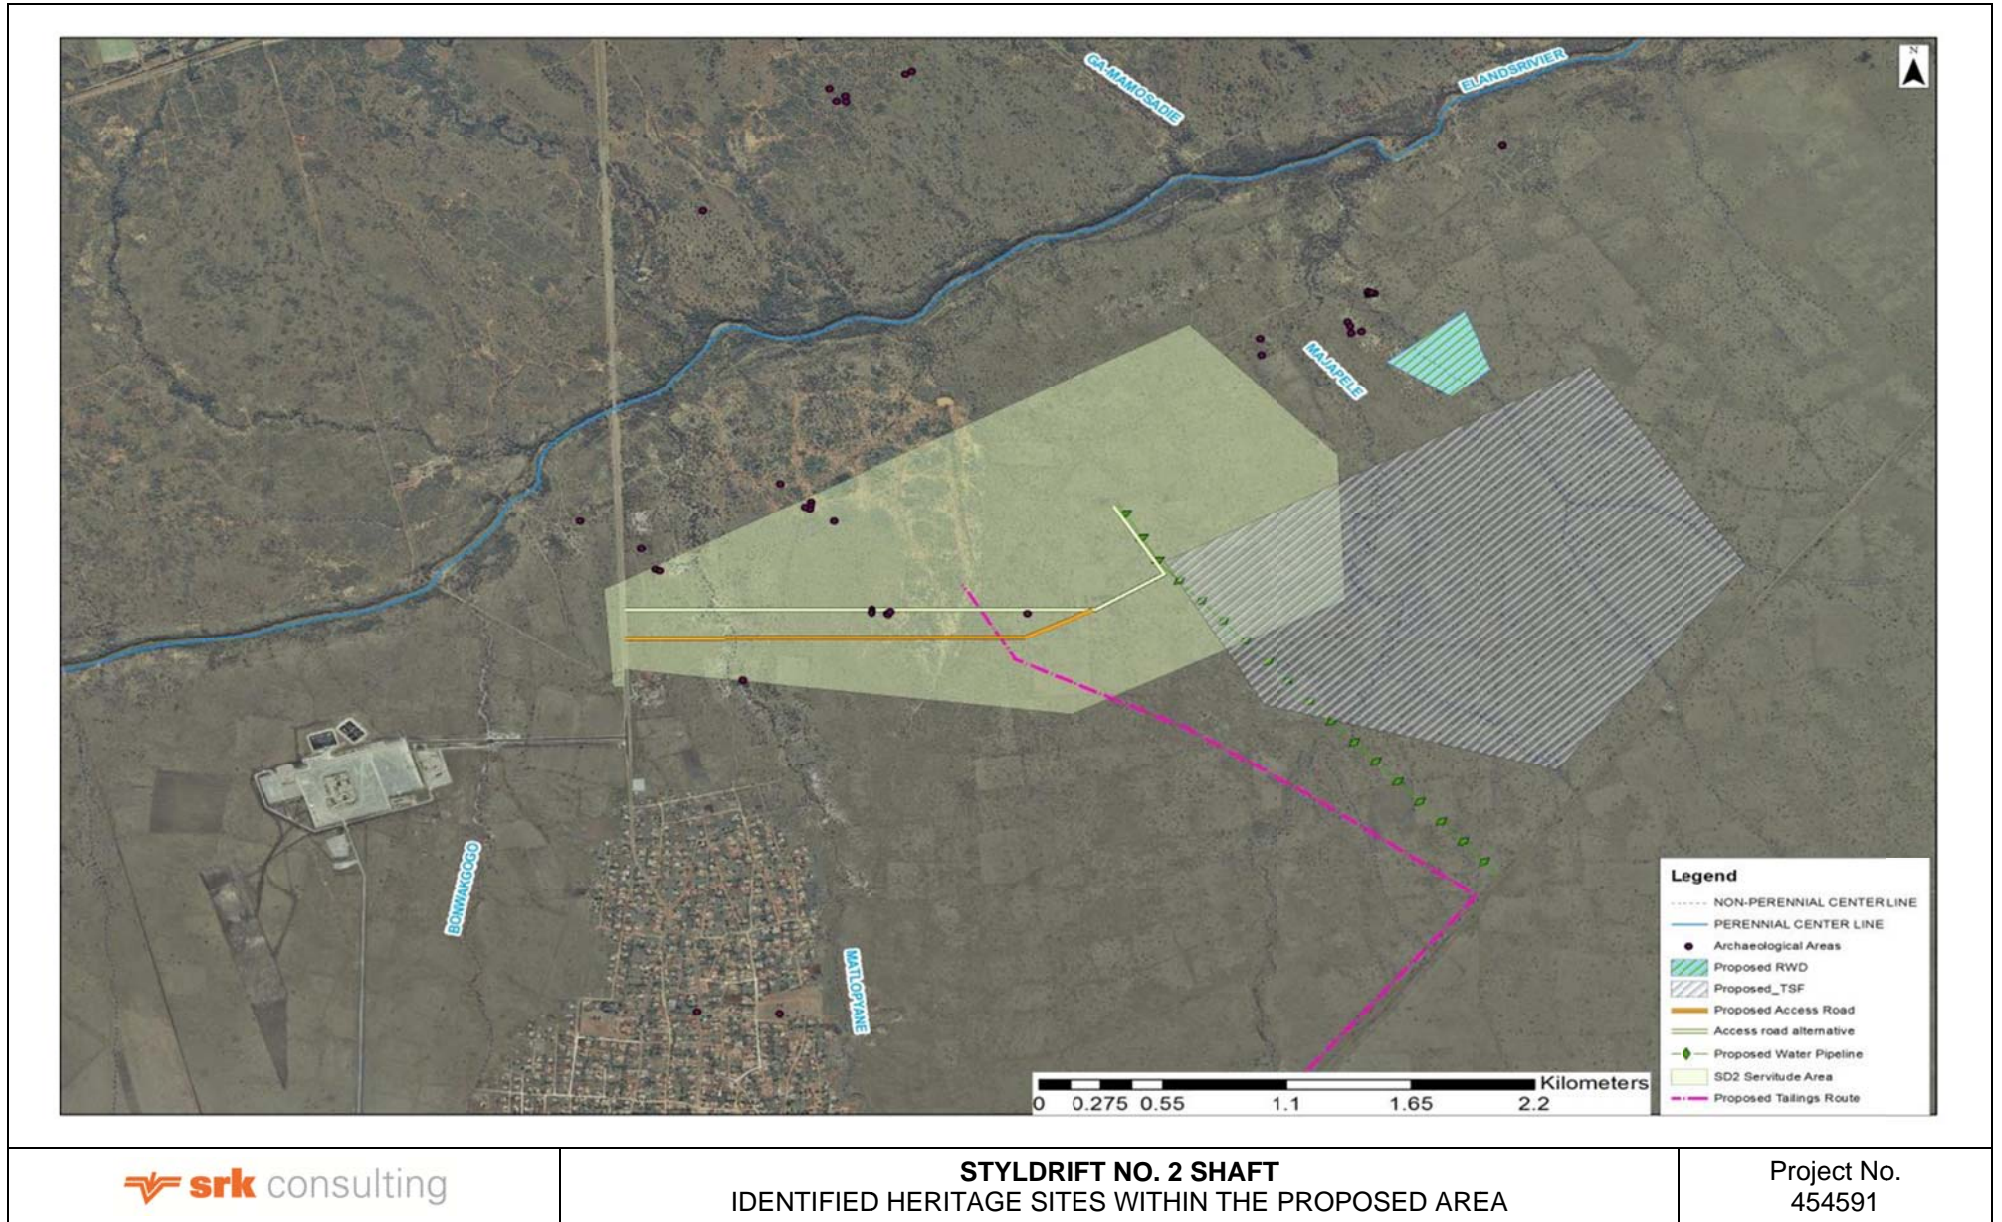 N
GA-MAMOSADIE
ELANDSRIVIER
MAJAPELE
BONWAKGOGO
MATLOPYANE
Legend
NON-PERENNIAL CENTERLINE
PERENNIAL CENTER LINE
Archaeological Areas
Proposed RWD
Proposed_TSF
Proposed Access Road
Access road alternative
Proposed Water Pipeline
SD2 Servitude Area
Proposed Tailings Route
Kilometers
0 0.275 0.55 1.1 1.65 2.2
srk consulting
STYLDRIFT NO. 2 SHAFT
IDENTIFIED HERITAGE SITES WITHIN THE PROPOSED AREA
Project No.
454591